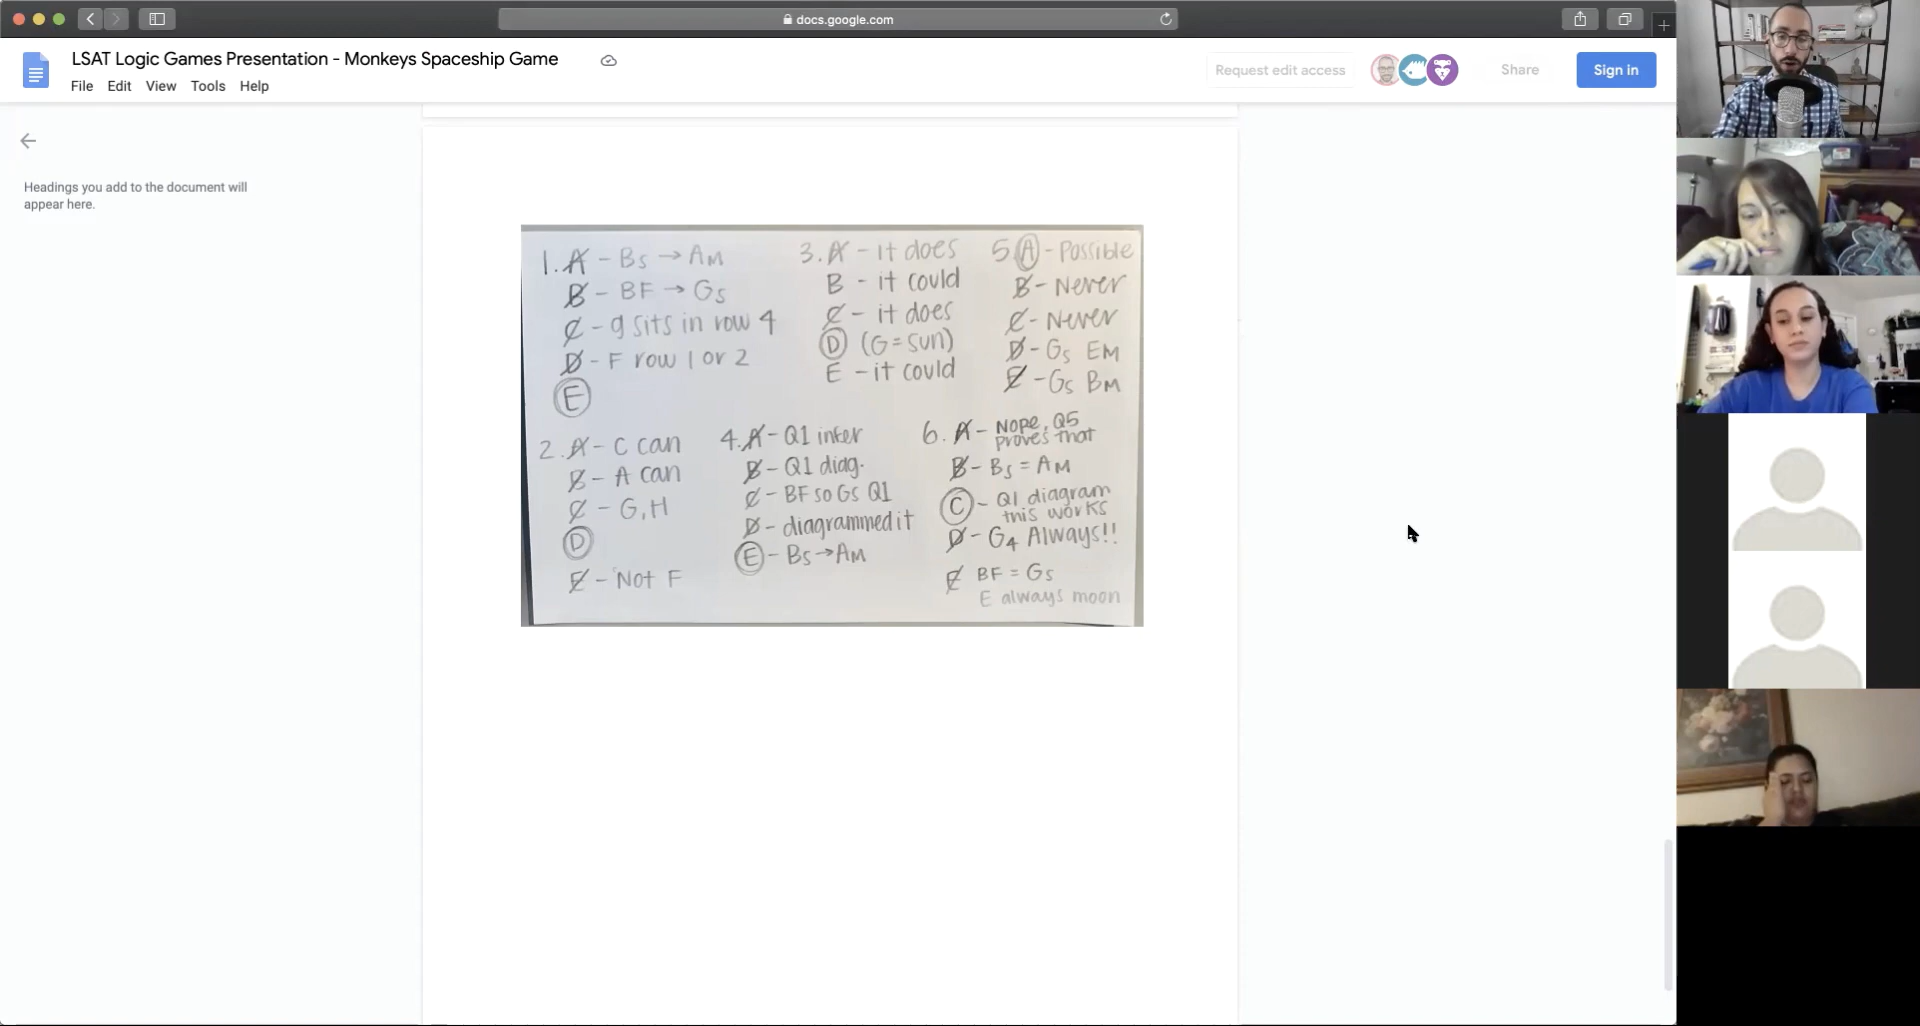 docs.google.com
LSAT Logic Games Presentation - Monkeys Spaceship Game
File Edit View Tools Help
Request edit access
Share
Sign in
Headings you add to the document will
appear here.
1. A - Bs → AM
B - BF → Gs
C - g sits in row 4
D - F row 1 or 2
E
2. A - C can
B - A can
C - G, H
D
E - Not F
3. A - it does
B - it could
C - it does
D (G = sun)
E - it could
4. A - Q1 inter
B - Q1 diag.
C - BF so Gs Q1
D - diagrammed it
E - Bs → AM
5. A - Possible
B - Never
C - Never
D - Gs EM
E - Gs BM
6. A - Nope, Q5
proves that
B - Bs = AM
C - Q1 diagram
this works
D - G4 Always!!
E BF = Gs
E always moon